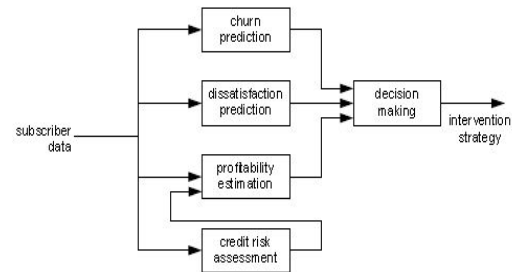 churn
prediction
dissatisfaction
prediction
decision
making
subscriber
data
intervention
strategy
profitability
estimation
credit risk
assessment